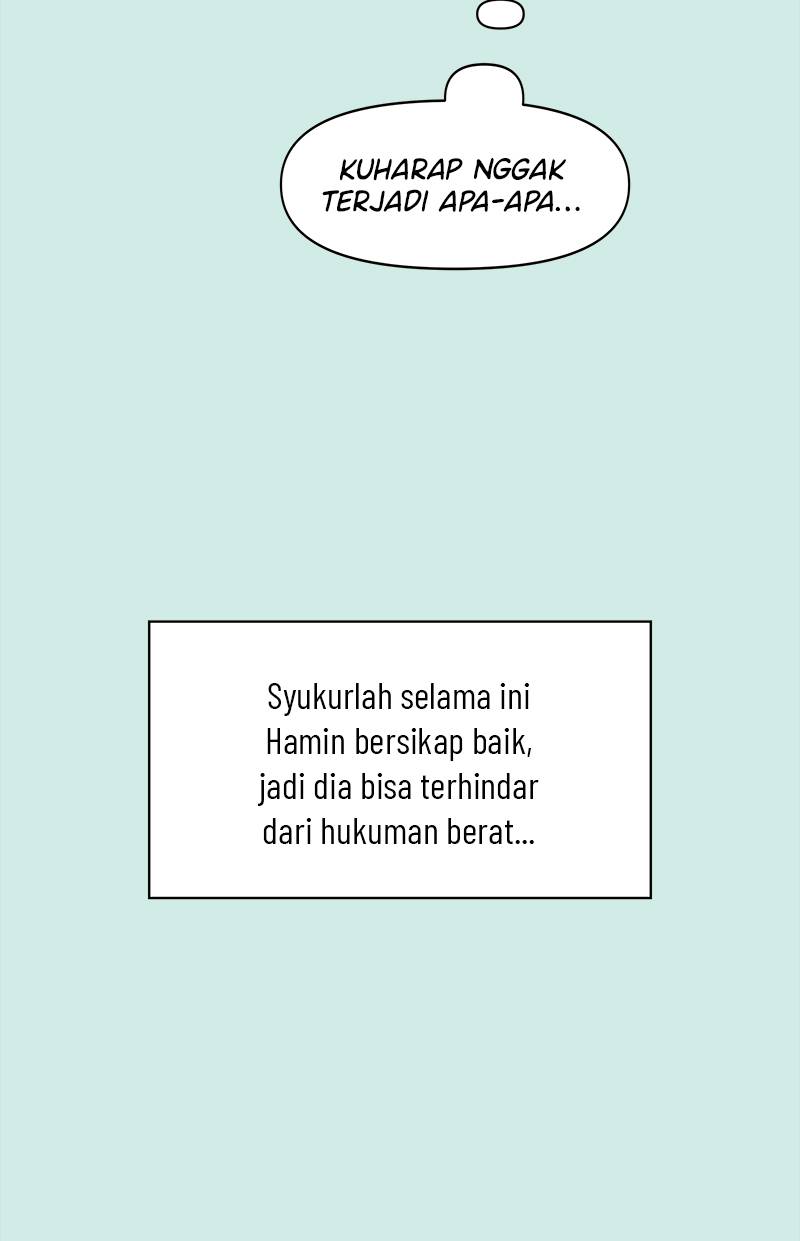 KUHARAP NGGAK
TERJADI APA-APA...
Syukurlah selama ini
Hamin bersikap baik,
jadi dia bisa terhindar
dari hukuman berat...